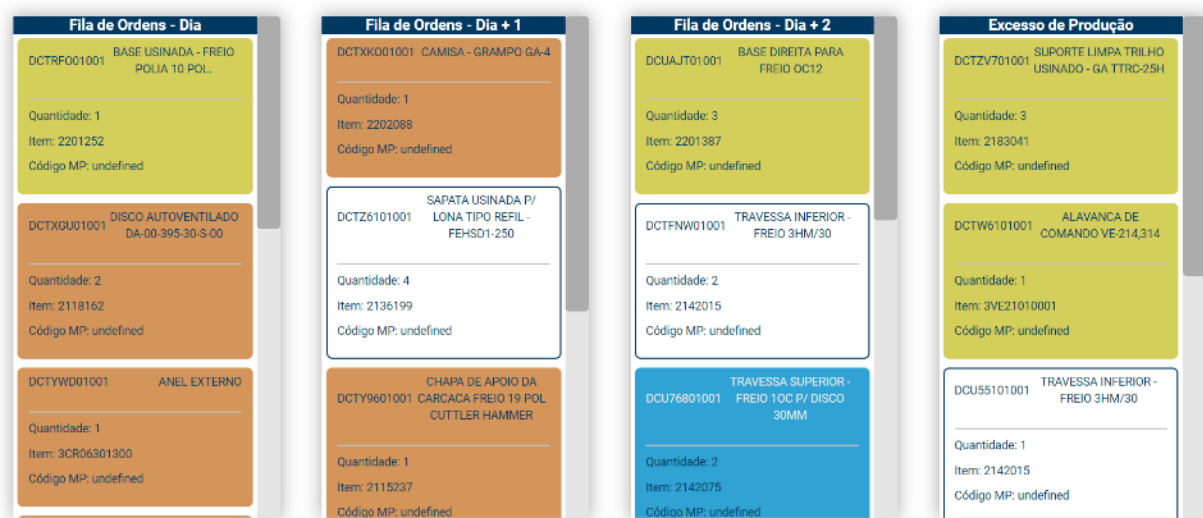 Fila de Ordens - Dia
DCTRFO01001 BASE USINADA - FREIO
POLIA 10 POL.
Quantidade: 1
Item: 2201252
Código MP: undefined
DCTXGU01001 DISCO AUTOVENTILADO
DA-00-395-30-S-00
Quantidade: 2
Item: 2118162
Código MP: undefined
DCTYWD01001 ANEL EXTERNO
Quantidade: 1
Item: 3CR06301300
Código MP: undefined
Fila de Ordens - Dia + 1
DCTXKO01001 CAMISA - GRAMPO GA-4
Quantidade: 1
Item: 2202088
Código MP: undefined
SAPATA USINADA P/
DCTZ6101001 LONA TIPO REFIL -
FEHSD1-250
Quantidade: 4
Item: 2136199
Código MP: undefined
CHAPA DE APOIO DA
DCTY9601001 CARCACA FREIO 19 POL
CUTTLER HAMMER
Quantidade: 1
Item: 2115237
Código MP: undefined
Fila de Ordens - Dia + 2
DCUAJT01001 BASE DIREITA PARA
FREIO OC12
Quantidade: 3
Item: 2201387
Código MP: undefined
DCTFNW01001 TRAVESSA INFERIOR -
FREIO 3HM/30
Quantidade: 2
Item: 2142015
Código MP: undefined
TRAVESSA SUPERIOR -
DCU76801001 FREIO 1OC P/ DISCO
30MM
Quantidade: 2
Item: 2142075
Código MP: undefined
Excesso de Produção
DCTZV701001 SUPORTE LIMPA TRILHO
USINADO - GA TTRC-25H
Quantidade: 3
Item: 2183041
Código MP: undefined
DCTW6101001 ALAVANCA DE
COMANDO VE-214,314
Quantidade: 1
Item: 3VE21010001
Código MP: undefined
DCU55101001 TRAVESSA INFERIOR -
FREIO 3HM/30
Quantidade: 1
Item: 2142015
Código MP: undefined